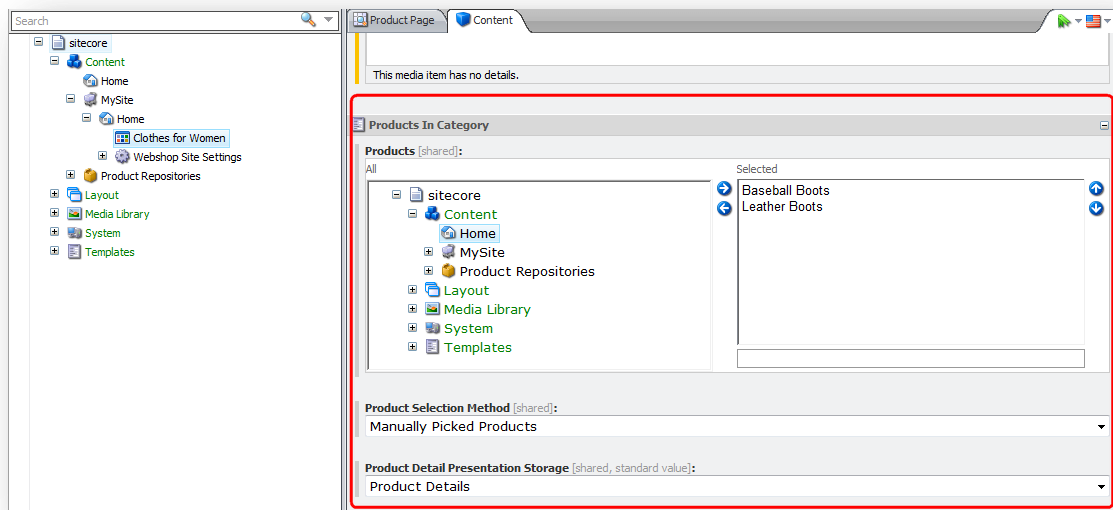 Search
sitecore
Content
Home
MySite
Home
Clothes for Women
Webshop Site Settings
Product Repositories
Layout
Media Library
System
Templates
Product Page
Content
This media item has no details.
Products In Category
Products [shared]:
All
sitecore
Content
Home
MySite
Product Repositories
Layout
Media Library
System
Templates
Selected
Baseball Boots
Leather Boots
Product Selection Method [shared]:
Manually Picked Products
Product Detail Presentation Storage [shared, standard value]:
Product Details